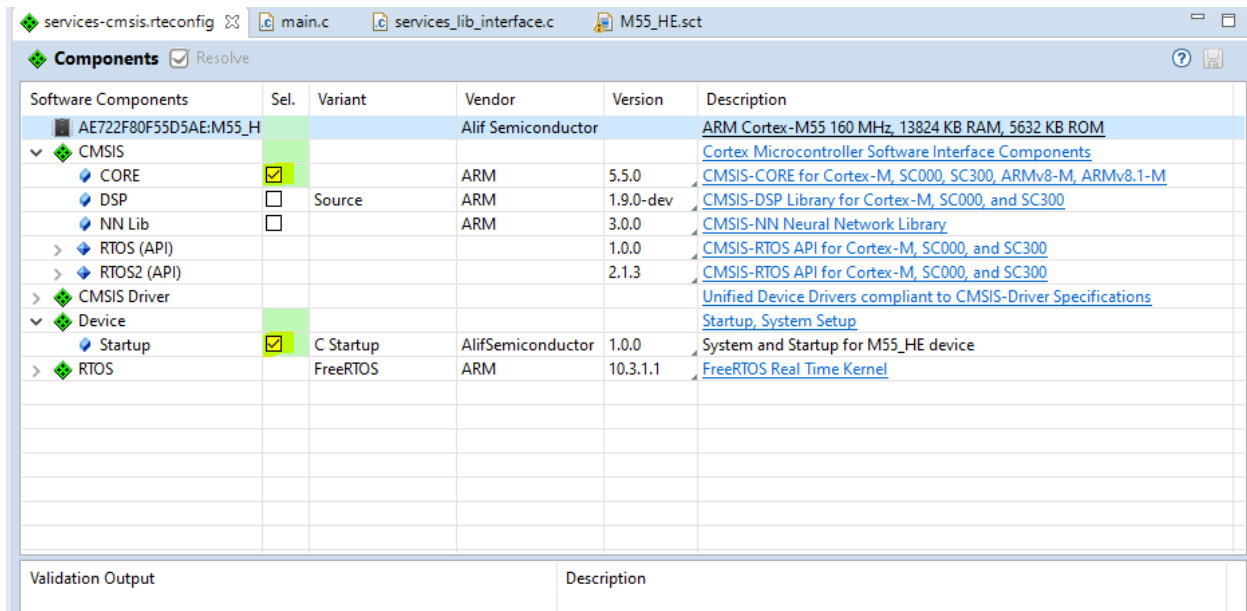 services-cmsis.rteconfig main.c services_lib_interface.c M55_HE.sct
Components Resolve
Software Components Sel. Variant Vendor Version Description
AE722F80F55D5AE:M55_H Alif Semiconductor ARM Cortex-M55 160 MHz, 13824 KB RAM, 5632 KB ROM
CMSIS Cortex Microcontroller Software Interface Components
CORE ARM 5.5.0 CMSIS-CORE for Cortex-M, SC000, SC300, ARMv8-M, ARMv8.1-M
DSP Source ARM 1.9.0-dev CMSIS-DSP Library for Cortex-M, SC000, and SC300
NN Lib ARM 3.0.0 CMSIS-NN Neural Network Library
RTOS (API) 1.0.0 CMSIS-RTOS API for Cortex-M, SC000, and SC300
RTOS2 (API) 2.1.3 CMSIS-RTOS API for Cortex-M, SC000, and SC300
CMSIS Driver Unified Device Drivers compliant to CMSIS-Driver Specifications
Device Startup, System Setup
Startup C Startup AlifSemiconductor 1.0.0 System and Startup for M55_HE device
RTOS FreeRTOS ARM 10.3.1.1 FreeRTOS Real Time Kernel
Validation Output Description